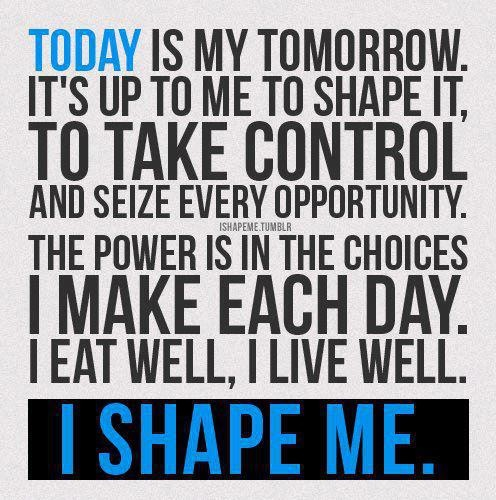 TODAY IS MY TOMORROW.
IT'S UP TO ME TO SHAPE IT,
TO TAKE CONTROL
AND SEIZE EVERY OPPORTUNITY.
ISHAPEME.TUMBLR
THE POWER IS IN THE CHOICES
I MAKE EACH DAY.
I EAT WELL, I LIVE WELL.
I SHAPE ME.